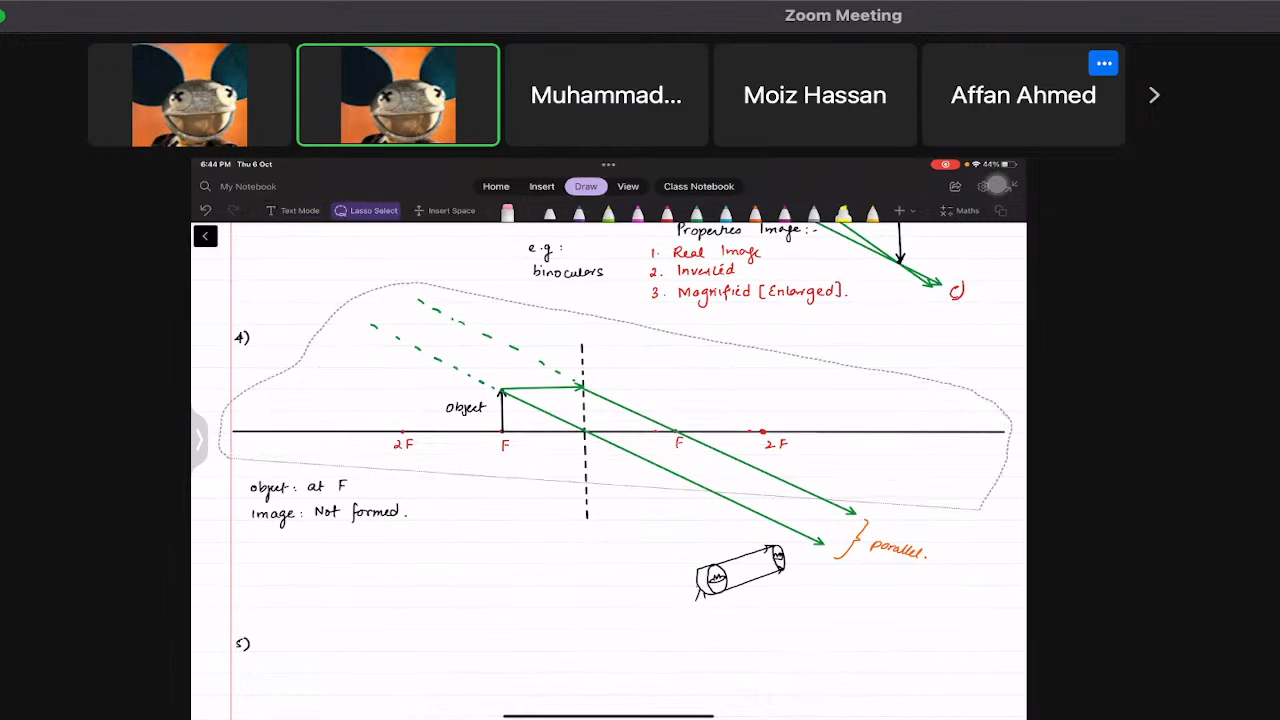 Zoom Meeting
Muhammad...
Moiz Hassan
Affan Ahmed
6:44 PM Thu 6 Oct
44%
My Notebook
Home Insert Draw View Class Notebook
Text Mode Lasso Select Insert Space Maths
Properties Image:-
e.g:
binoculars
1. Real Image
2. Inverted
3. Magnified [Enlarged].
4)
object
2F F F 2F
object: at F
Image: Not formed.
parallel.
5)